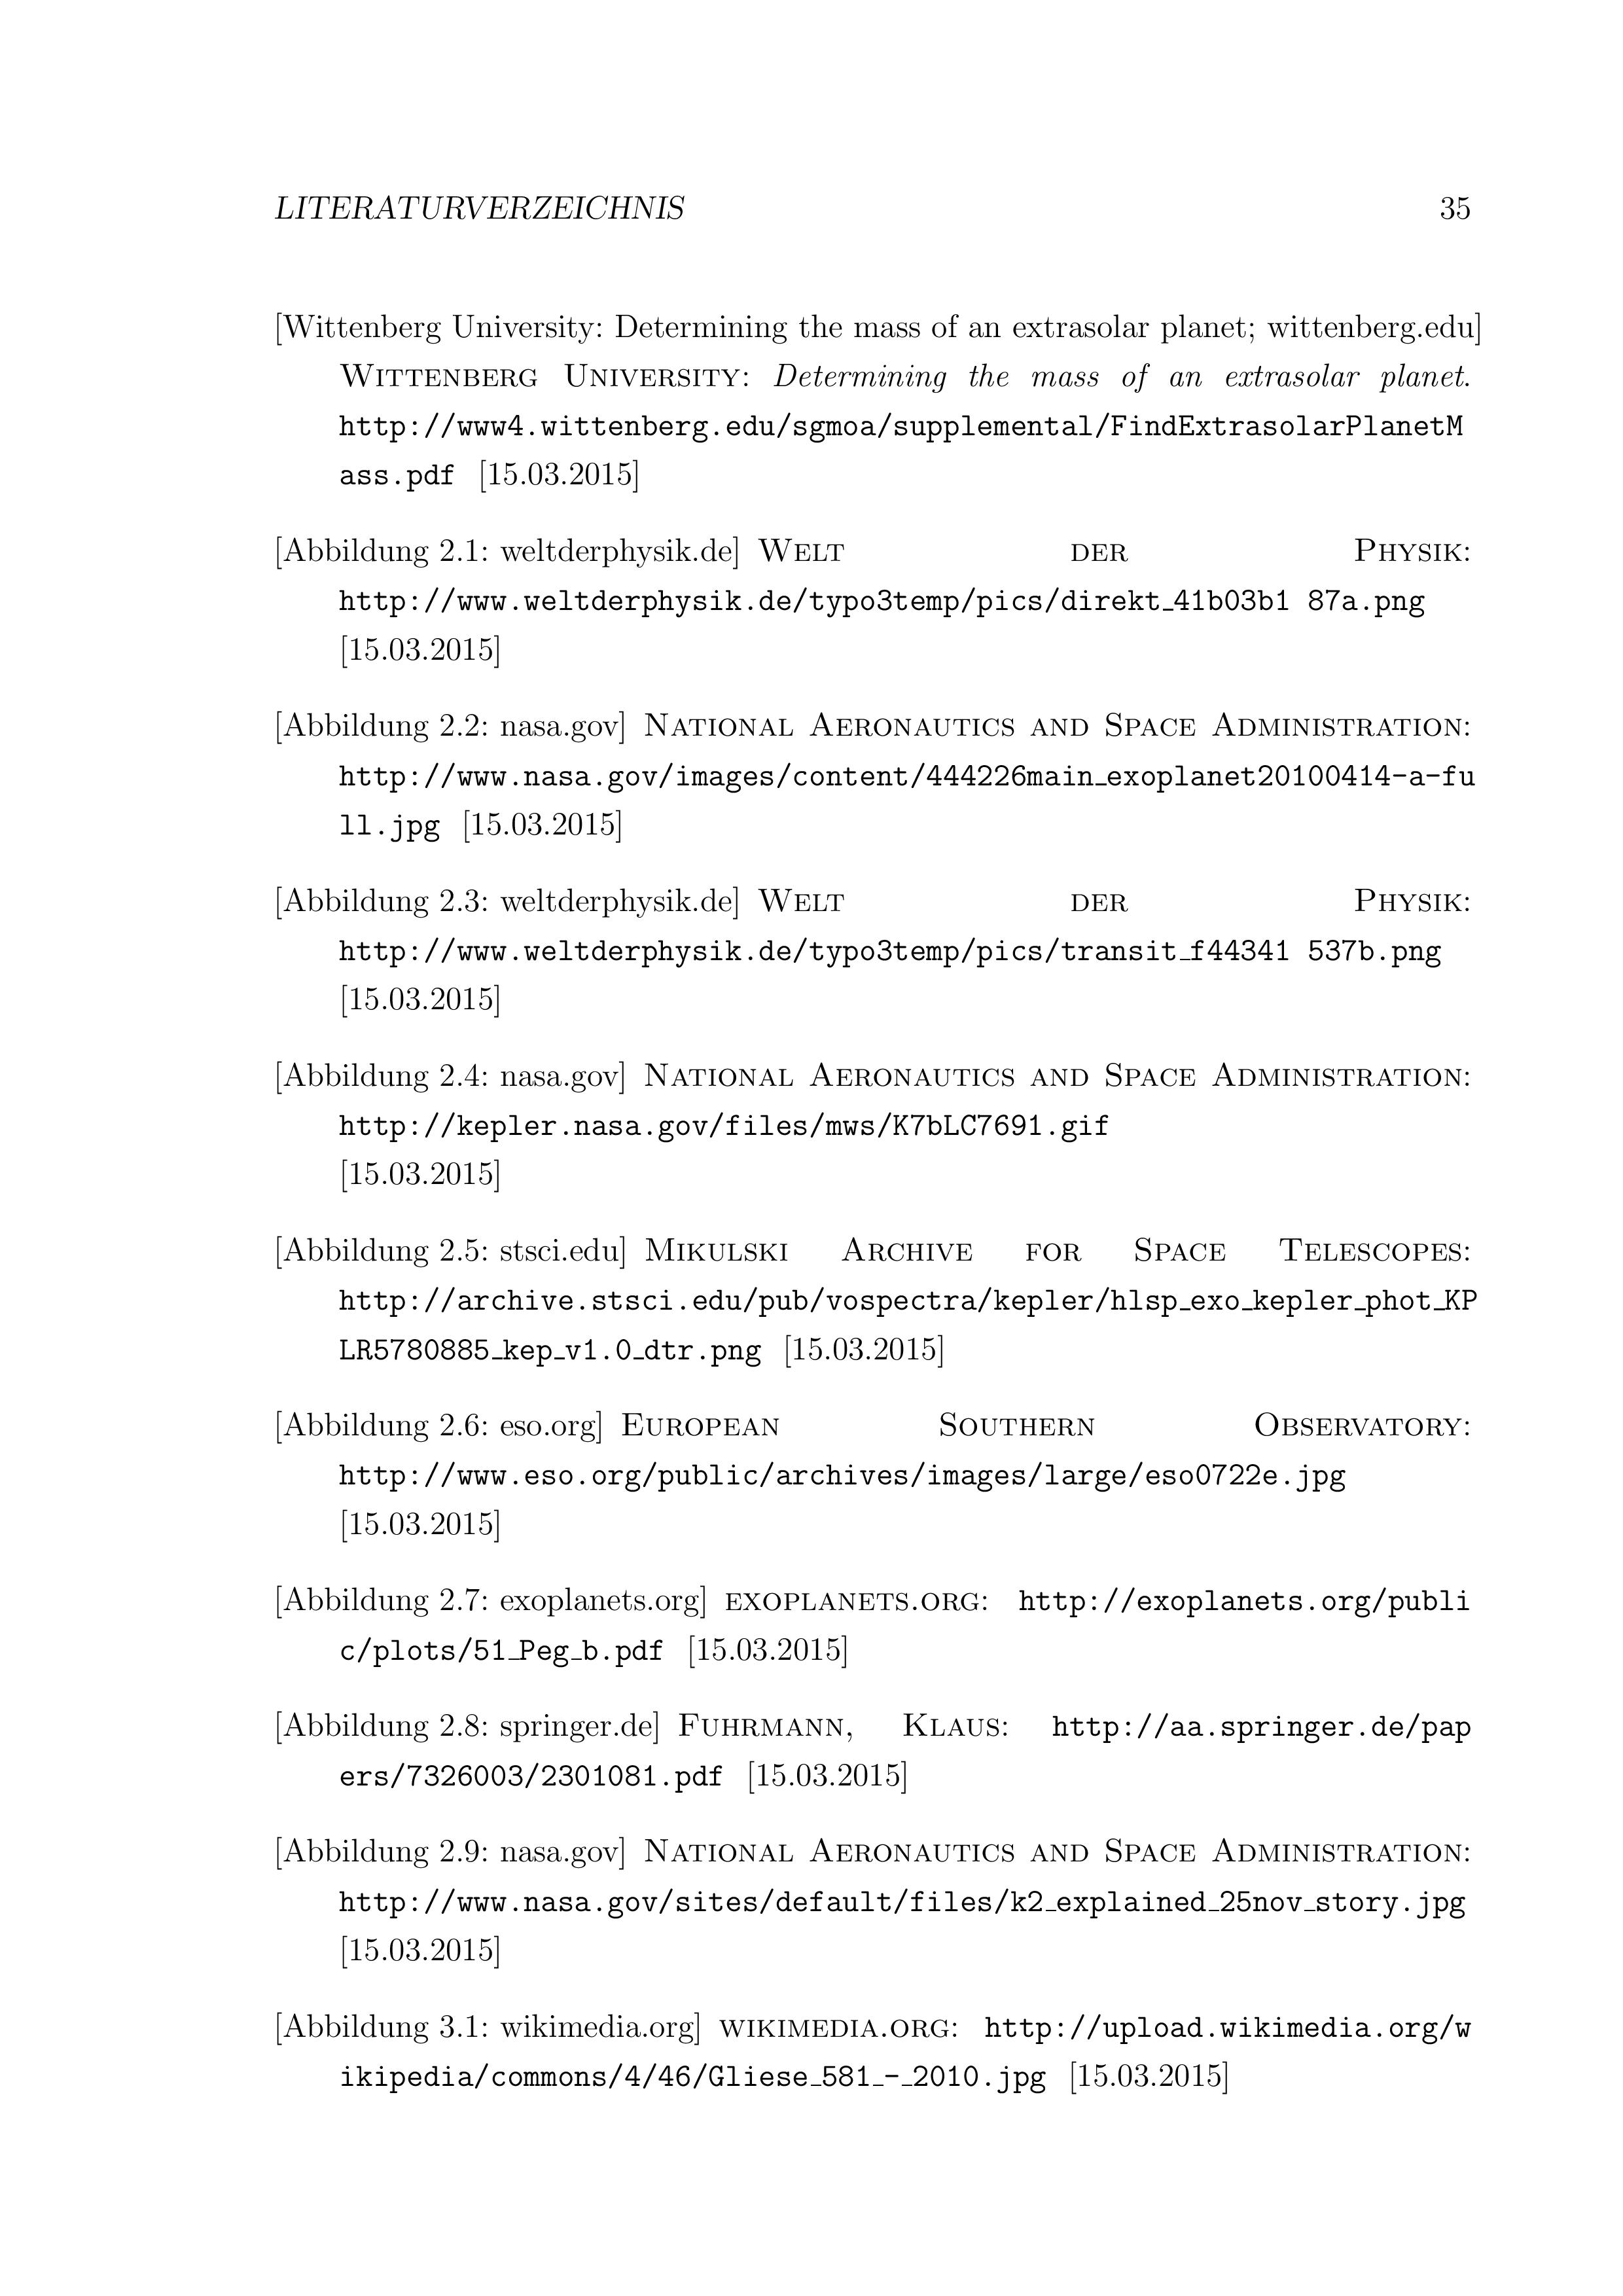 LITERATURVERZEICHNIS 35
[Wittenberg University: Determining the mass of an extrasolar planet; wittenberg.edu]
WITTENBERG UNIVERSITY: Determining the mass of an extrasolar planet.
http://www4.wittenberg.edu/sgmoa/supplemental/FindExtrasolarPlanetM
ass.pdf [15.03.2015]
[Abbildung 2.1: weltderphysik.de] WELT DER PHYSIK:
http://www.weltderphysik.de/typo3temp/pics/direkt_41b03b1 87a.png
[15.03.2015]
[Abbildung 2.2: nasa.gov] NATIONAL AERONAUTICS AND SPACE ADMINISTRATION:
http://www.nasa.gov/images/content/444226main_exoplanet20100414-a-fu
ll.jpg [15.03.2015]
[Abbildung 2.3: weltderphysik.de] WELT DER PHYSIK:
http://www.weltderphysik.de/typo3temp/pics/transit_f44341 537b.png
[15.03.2015]
[Abbildung 2.4: nasa.gov] NATIONAL AERONAUTICS AND SPACE ADMINISTRATION:
http://kepler.nasa.gov/files/mws/K7bLC7691.gif
[15.03.2015]
[Abbildung 2.5: stsci.edu] MIKULSKI ARCHIVE FOR SPACE TELESCOPES:
http://archive.stsci.edu/pub/vospectra/kepler/hlsp_exo_kepler_phot_KP
LR5780885_kep_v1.0_dtr.png [15.03.2015]
[Abbildung 2.6: eso.org] EUROPEAN SOUTHERN OBSERVATORY:
http://www.eso.org/public/archives/images/large/eso0722e.jpg
[15.03.2015]
[Abbildung 2.7: exoplanets.org] EXOPLANETS.ORG: http://exoplanets.org/publi
c/plots/51_Peg_b.pdf [15.03.2015]
[Abbildung 2.8: springer.de] FUHRMANN, KLAUS: http://aa.springer.de/pap
ers/7326003/2301081.pdf [15.03.2015]
[Abbildung 2.9: nasa.gov] NATIONAL AERONAUTICS AND SPACE ADMINISTRATION:
http://www.nasa.gov/sites/default/files/k2_explained_25nov_story.jpg
[15.03.2015]
[Abbildung 3.1: wikimedia.org] WIKIMEDIA.ORG: http://upload.wikimedia.org/w
ikipedia/commons/4/46/Gliese_581_-_2010.jpg [15.03.2015]